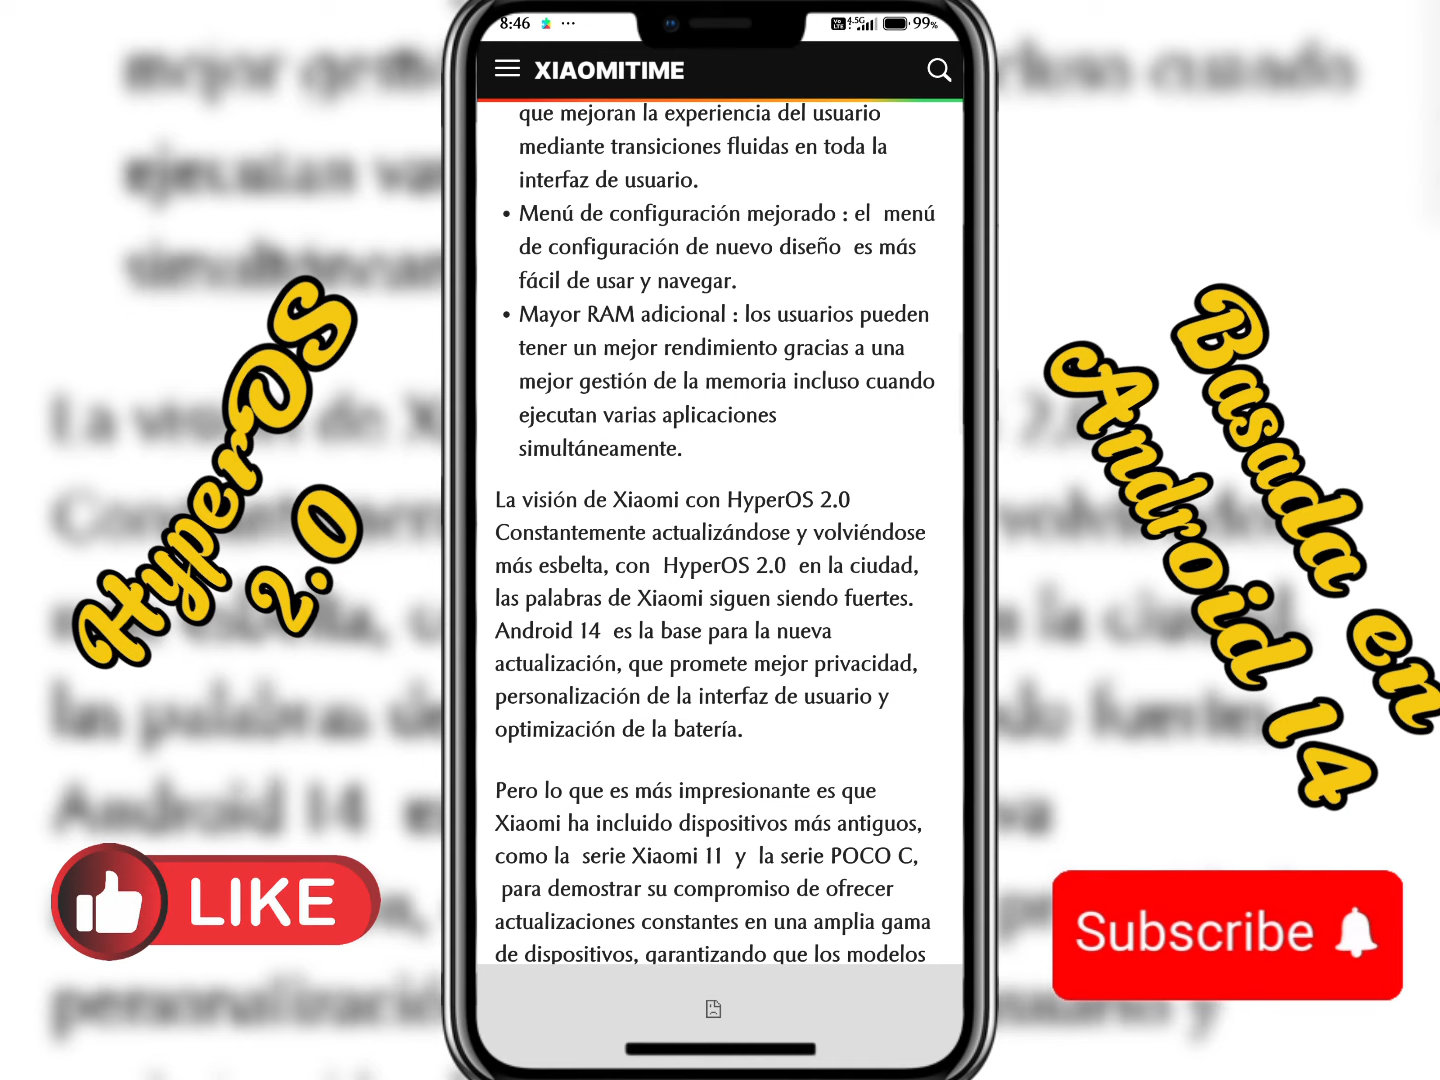 8:46 ...
Vo LTE 4.5G 99%
XIAOMITIME
que mejoran la experiencia del usuario
mediante transiciones fluidas en toda la
interfaz de usuario.
• Menú de configuración mejorado : el menú
de configuración de nuevo diseño es más
fácil de usar y navegar.
• Mayor RAM adicional : los usuarios pueden
tener un mejor rendimiento gracias a una
mejor gestión de la memoria incluso cuando
ejecutan varias aplicaciones
simultáneamente.
La visión de Xiaomi con HyperOS 2.0
Constantemente actualizándose y volviéndose
más esbelta, con HyperOS 2.0 en la ciudad,
las palabras de Xiaomi siguen siendo fuertes.
Android 14 es la base para la nueva
actualización, que promete mejor privacidad,
personalización de la interfaz de usuario y
optimización de la batería.
Pero lo que es más impresionante es que
Xiaomi ha incluido dispositivos más antiguos,
como la serie Xiaomi 11 y la serie POCO C,
para demostrar su compromiso de ofrecer
actualizaciones constantes en una amplia gama
de dispositivos, garantizando que los modelos
HyperOS
2.0
Basada en
Android 14
LIKE
Subscribe